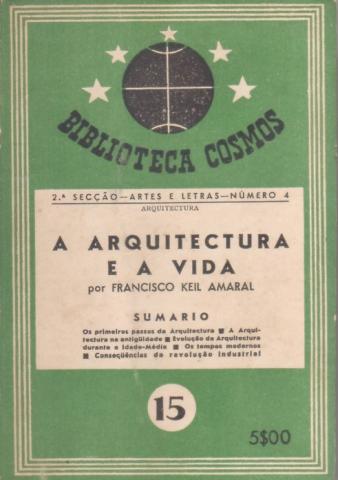 BIBLIOTECA COSMOS
2.ª SECÇÃO—ARTES E LETRAS—NÚMERO 4
ARQUITECTURA
A ARQUITECTURA
E A VIDA
por FRANCISCO KEIL AMARAL
SUMARIO
Os primeiros passos da Arquitectura ■ A Arqui-
tectura na antigüidade ■ Evolução da Arquitectura
durante a Idade-Média ■ Os tempos modernos
■ Conseqüências da revolução industrial
15
5$00